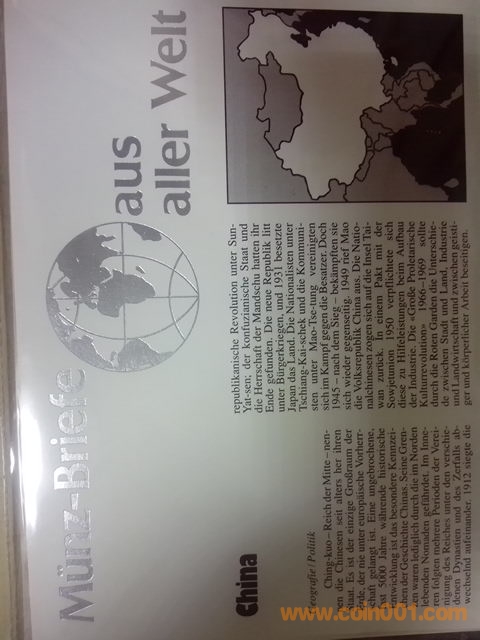 Münz-Briefe
aus
aller Welt
China
Geografie / Politik
Ching-kuo – Reich der Mitte – nen-
nen die Chinesen seit alters her ihren
Staat. Es ist der einzige Großraum der
Erde, der nie unter europäische Vorherr-
schaft gelangt ist. Eine ungebrochene,
fast 5000 Jahre währende historische
Entwicklung ist das besondere Kennzei-
chen der Geschichte Chinas. Seine Gren-
zen waren lediglich durch die im Norden
lebenden Nomaden gefährdet. Im Inne-
ren folgten mehrere Perioden der Verei-
nigung des Reiches unter den verschie-
denen Dynastien und des Zerfalls ab-
wechselnd aufeinander. 1912 siegte die
republikanische Revolution unter Sun-
Yat-sen; der konfuzianische Staat und
die Herrschaft der Mandschu hatten ihr
Ende gefunden. Die neue Republik litt
unter Bürgerkriegen, und 1931 besetzte
Japan das Land. Die Nationalisten unter
Tschiang-Kai-schek und die Kommuni-
sten unter Mao-Tse-tung vereinigten
sich im Kampf gegen die Besatzer. Doch
1945 – nach dem Sieg – bekämpften sie
sich wieder gegenseitig. 1949 rief Mao
die Volksrepublik China aus. Die Natio-
nalchinesen zogen sich auf die Insel Tai-
wan zurück. In einem Pakt mit der
Sowjetunion 1950 verpflichtete sich
diese zu Hilfeleistungen beim Aufbau
der Industrie. Die «Große Proletarische
Kulturrevolution» 1966–1969 sollte
durch die Roten Garden die Unterschie-
de zwischen Stadt und Land, Industrie
und Landwirtschaft und zwischen geisti-
ger und körperlicher Arbeit beseitigen.
www.coin001.com